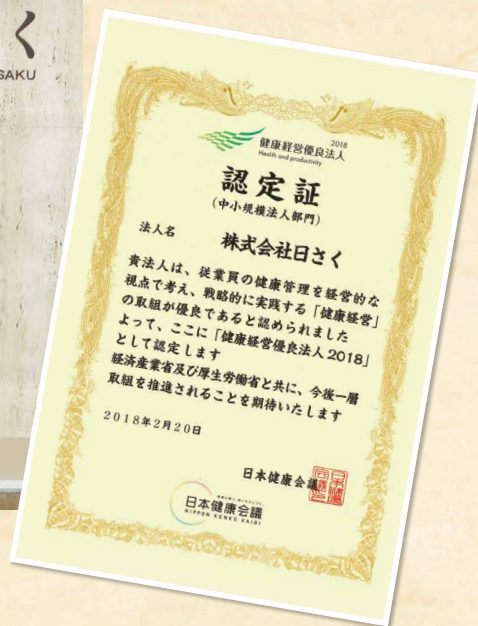 く
SAKU
健康経営優良法人
2018
Health and productivity
認定証
(中小規模法人部門)
法人名
株式会社日さく
貴法人は、従業員の健康管理を経営的な
視点で考え、戦略的に実践する「健康経営」
の取組が優良であると認められました
よって、ここに「健康経営優良法人2018」
として認定します
経済産業省及び厚生労働省と共に、今後一層
取組を推進されることを期待いたします
2018年2月20日
日本健康会議
日本健康会議
NIPPON KENKO KAIGI